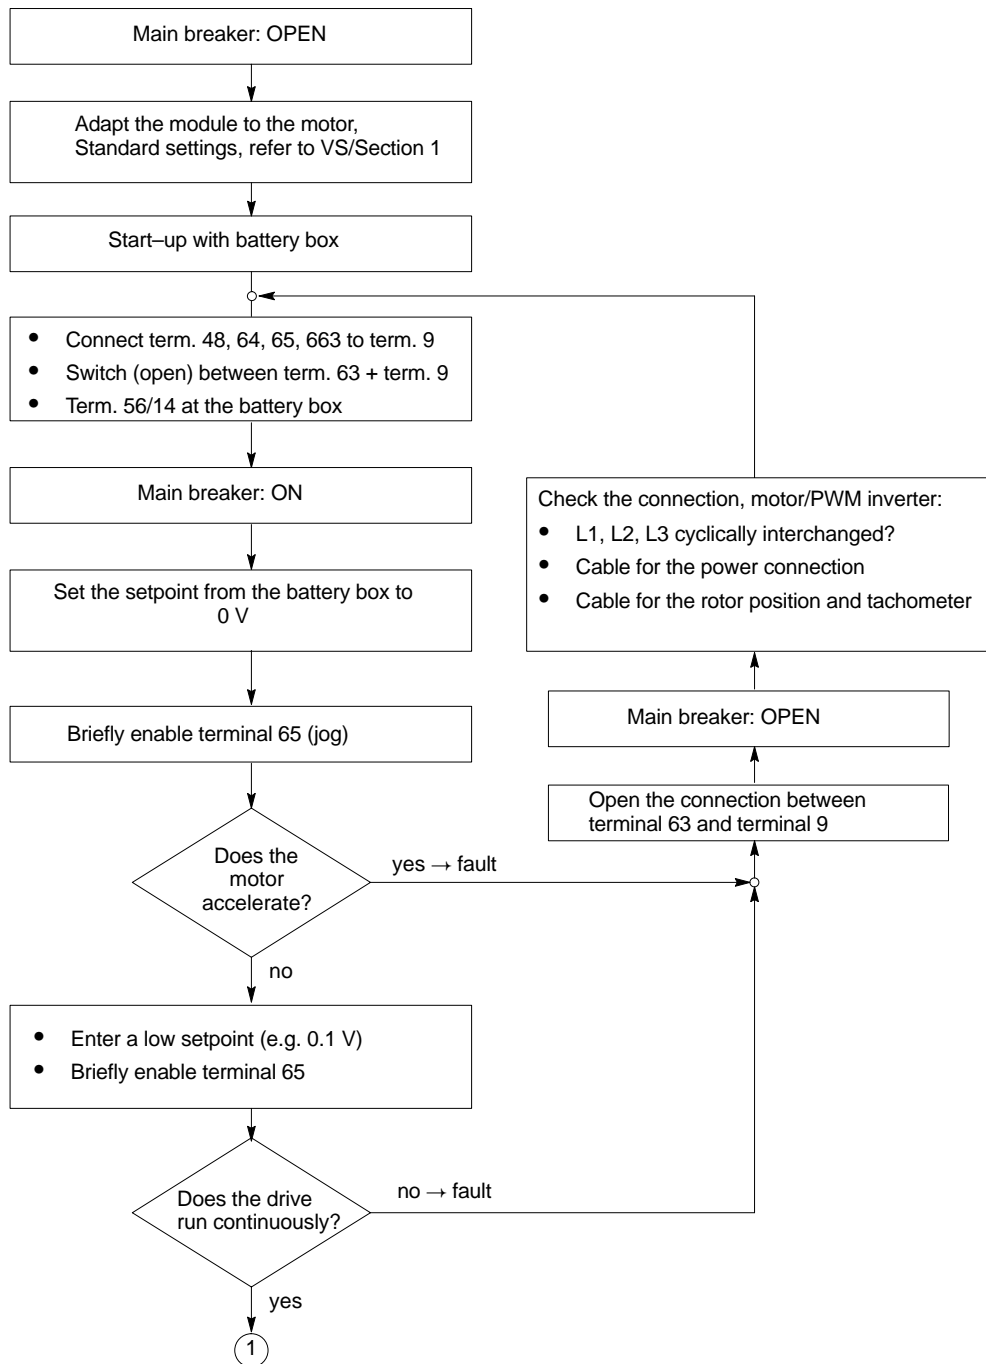 Main breaker: OPEN
Adapt the module to the motor,
Standard settings, refer to VS/Section 1
Start–up with battery box
• Connect term. 48, 64, 65, 663 to term. 9
• Switch (open) between term. 63 + term. 9
• Term. 56/14 at the battery box
Main breaker: ON
Set the setpoint from the battery box to
0 V
Briefly enable terminal 65 (jog)
Does the
motor
accelerate?
yes → fault
no
• Enter a low setpoint (e.g. 0.1 V)
• Briefly enable terminal 65
Does the drive
run continuously?
no → fault
yes
1
Open the connection between
terminal 63 and terminal 9
Main breaker: OPEN
Check the connection, motor/PWM inverter:
• L1, L2, L3 cyclically interchanged?
• Cable for the power connection
• Cable for the rotor position and tachometer